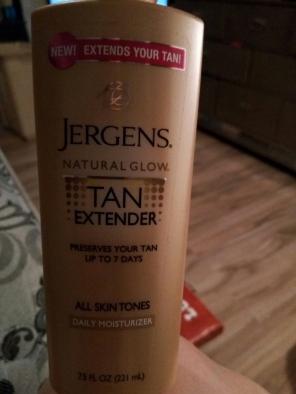 NEW! EXTENDS YOUR TAN!
JERGENS®
NATURAL GLOW®
TAN
EXTENDER
PRESERVES YOUR TAN
UP TO 7 DAYS
ALL SKIN TONES
DAILY MOISTURIZER
7.5 FL OZ (221 mL)